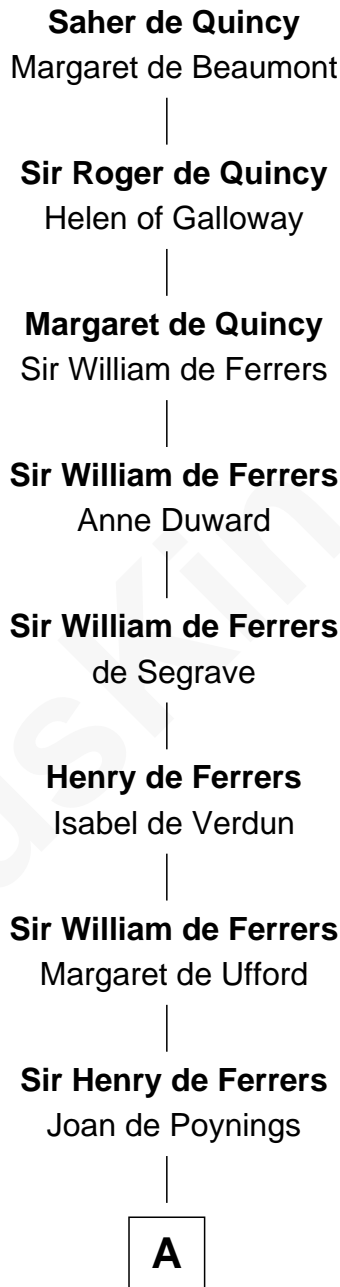 Saher de Quincy
Margaret de Beaumont
Sir Roger de Quincy
Helen of Galloway
Margaret de Quincy
Sir William de Ferrers
Sir William de Ferrers
Anne Duward
Sir William de Ferrers
de Segrave
Henry de Ferrers
Isabel de Verdun
Sir William de Ferrers
Margaret de Ufford
Sir Henry de Ferrers
Joan de Poynings
A